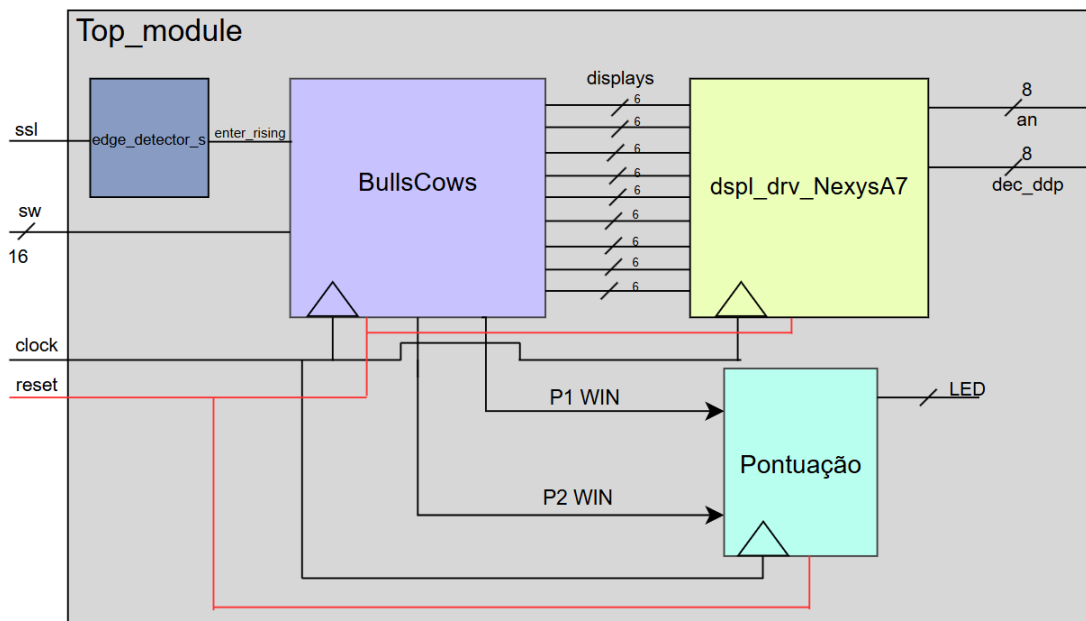 Top_module
displays
6
6
6
6
6
6
6
6
6
8
an
8
dec_ddp
ssl
edge_detector_s
enter_rising
BullsCows
dspl_drv_NexysA7
sw
16
clock
reset
P1 WIN
P2 WIN
LED
Pontuação